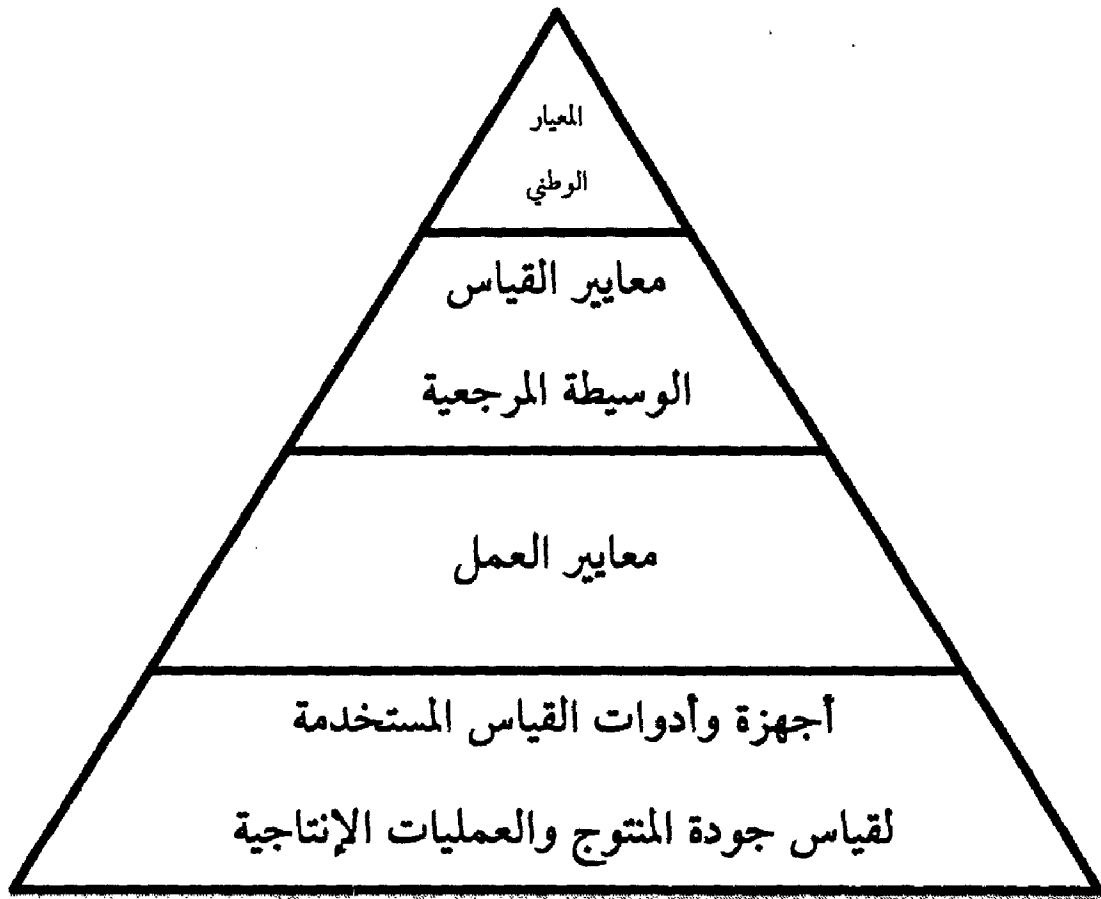 المعيار
الوطني
معايير القياس
الوسيطة المرجعية
معايير العمل
أجهزة وأدوات القياس المستخدمة
لقياس جودة المنتوج والعمليات الإنتاجية